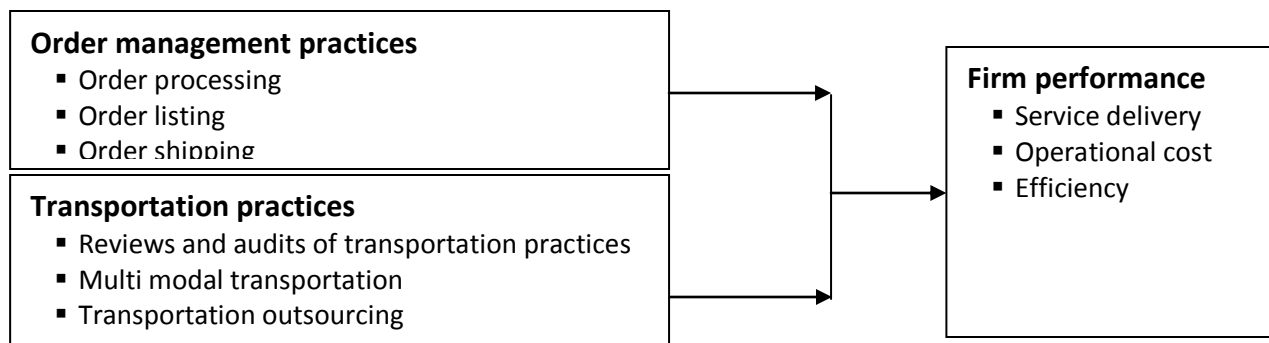 Order management practices
▪ Order processing
▪ Order listing
▪ Order shipping
Transportation practices
▪ Reviews and audits of transportation practices
▪ Multi modal transportation
▪ Transportation outsourcing
Firm performance
▪ Service delivery
▪ Operational cost
▪ Efficiency